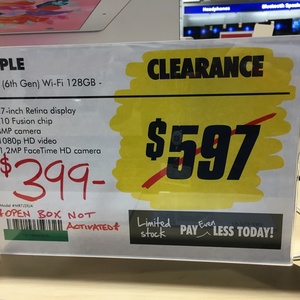 Headphones
Bluetooth
PLE
(6th Gen) Wi-Fi 128GB -
CLEARANCE
7-inch Retina display
10 Fusion chip
MP camera
1080p HD video
1.2MP FaceTime HD camera
$597
$399-
*OPEN BOX NOT
ACTIVATED*
Limited
stock
PAY Even LESS TODAY!